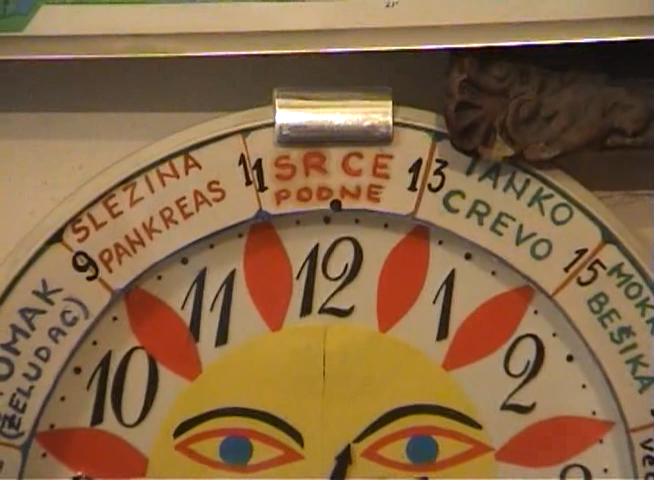 SLEZINA
PANKREAS
SRCE
PODNE
TANKO
CREVO
MOKR
BEŠIKA
OMAK
(ŽELUDAC)
9
11
13
15
10
11
12
1
2